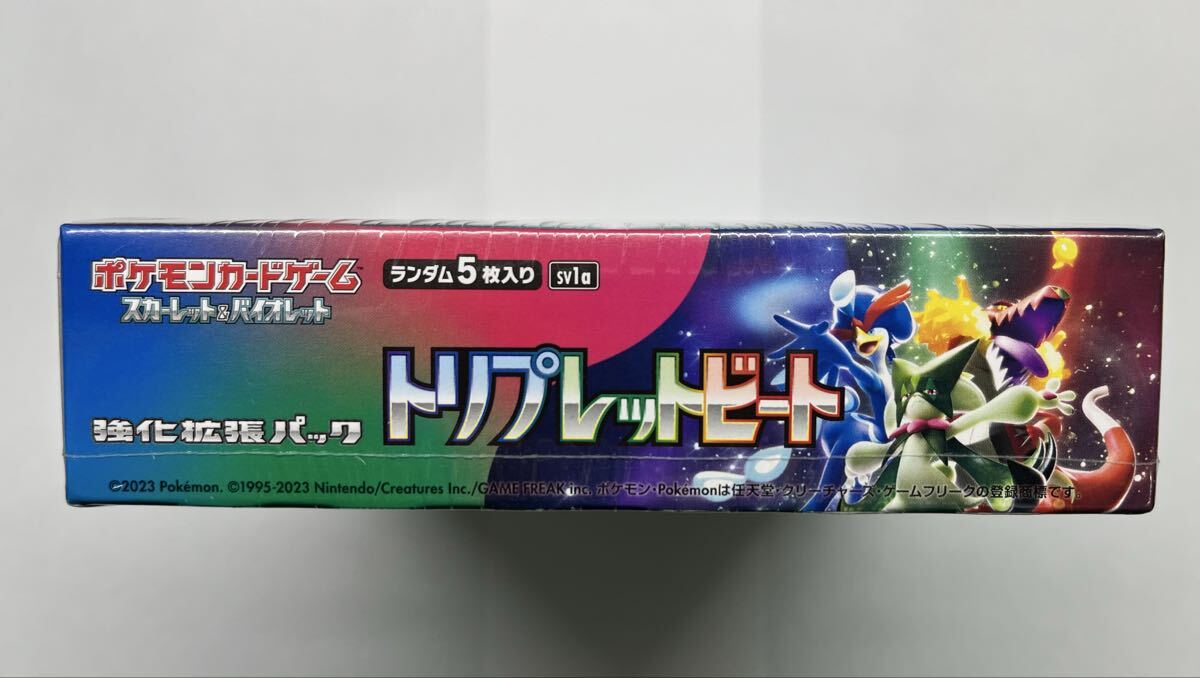 ポケモンカードゲーム™
スカーレット&バイオレット
ランダム5枚入り sv1a
トリプレットビート
強化拡張パック
©2023 Pokémon. ©1995-2023 Nintendo/Creatures Inc./GAME FREAK inc. ポケモン・Pokémonは任天堂・クリーチャーズ・ゲームフリークの登録商標です。